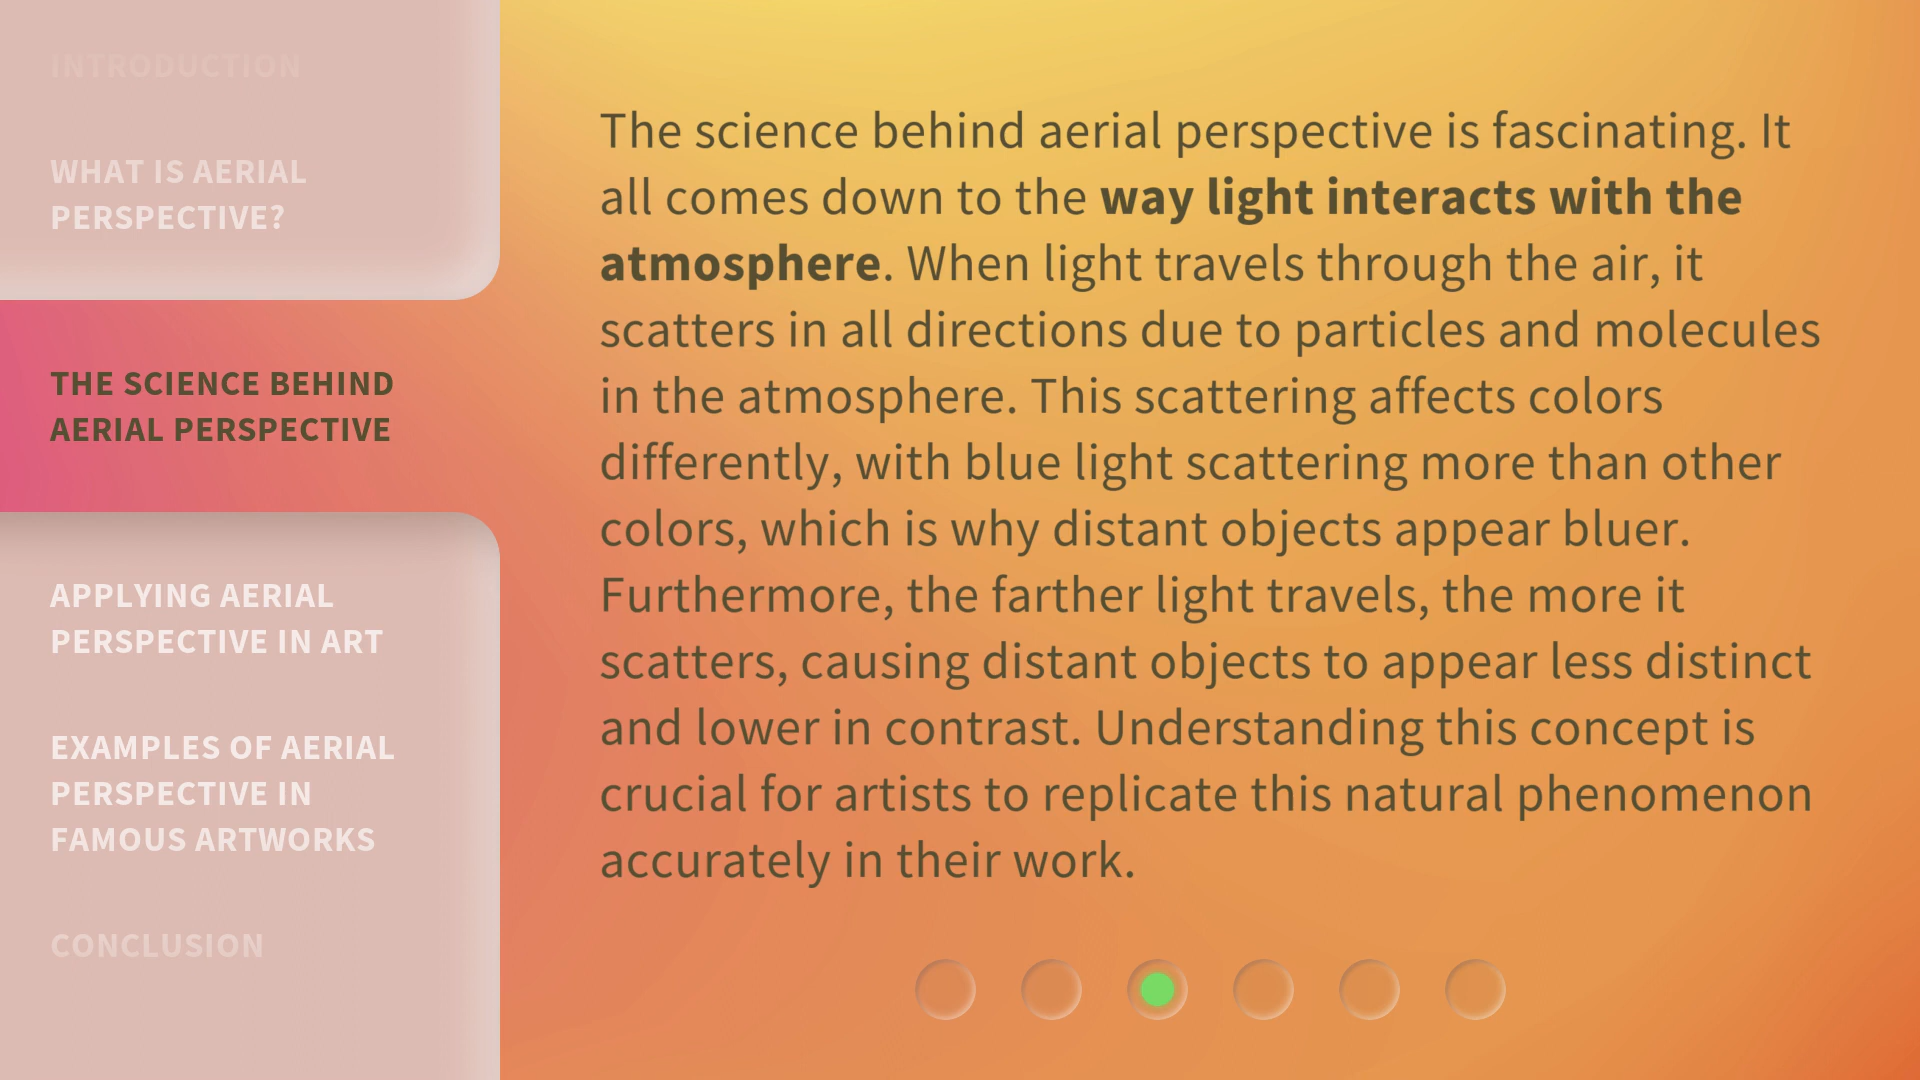 INTRODUCTION
WHAT IS AERIAL
PERSPECTIVE?
THE SCIENCE BEHIND
AERIAL PERSPECTIVE
APPLYING AERIAL
PERSPECTIVE IN ART
EXAMPLES OF AERIAL
PERSPECTIVE IN
FAMOUS ARTWORKS
CONCLUSION
The science behind aerial perspective is fascinating. It
all comes down to the way light interacts with the
atmosphere. When light travels through the air, it
scatters in all directions due to particles and molecules
in the atmosphere. This scattering affects colors
differently, with blue light scattering more than other
colors, which is why distant objects appear bluer.
Furthermore, the farther light travels, the more it
scatters, causing distant objects to appear less distinct
and lower in contrast. Understanding this concept is
crucial for artists to replicate this natural phenomenon
accurately in their work.